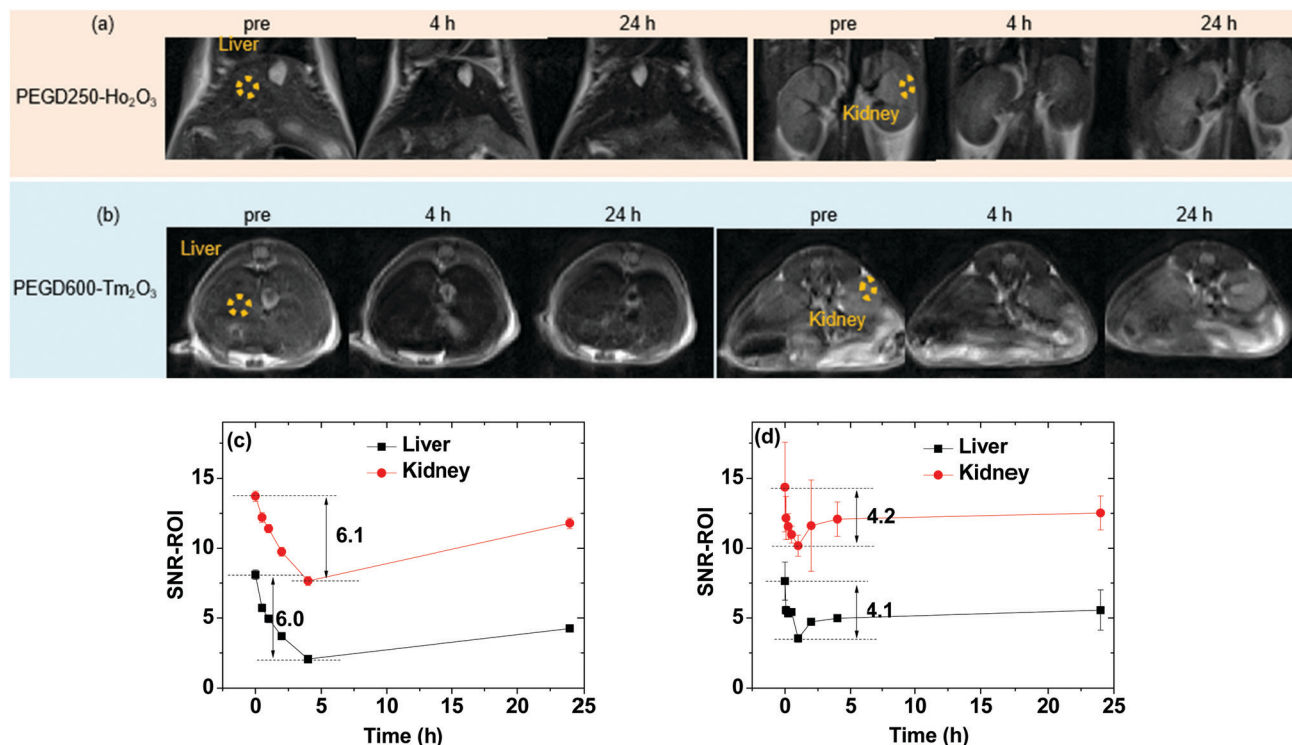 (a) pre 4 h 24 h pre 4 h 24 h
Liver
PEGD250-Ho₂O₃
Kidney
(b) pre 4 h 24 h pre 4 h 24 h
Liver
PEGD600-Tm₂O₃
Kidney
(c)
Liver
Kidney
SNR-ROI
15
10
5
0
6.1
6.0
0 5 10 15 20 25
Time (h)
(d)
Liver
Kidney
SNR-ROI
15
10
5
0
4.2
4.1
0 5 10 15 20 25
Time (h)